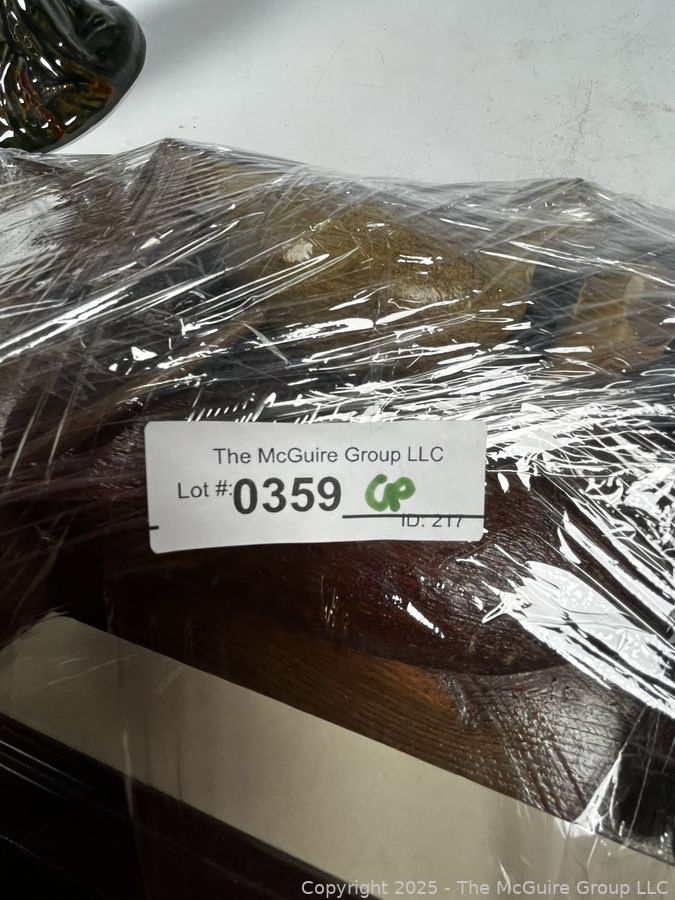 The McGuire Group LLC
Lot #: 0359 GP
ID: 217
Copyright 2025 - The McGuire Group LLC